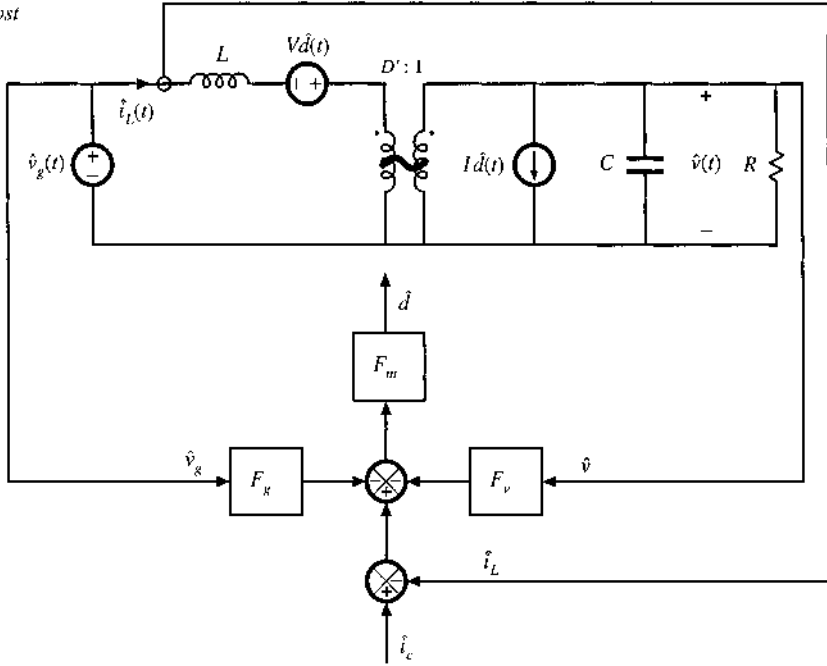 ost
L
Vd̂(t)
D' : 1
+
î_L(t)
v̂_g(t)
+
−
Id̂(t)
C
v̂(t)
R
−
d̂
F_m
v̂_g
F_g
F_v
v̂
î_L
î_c